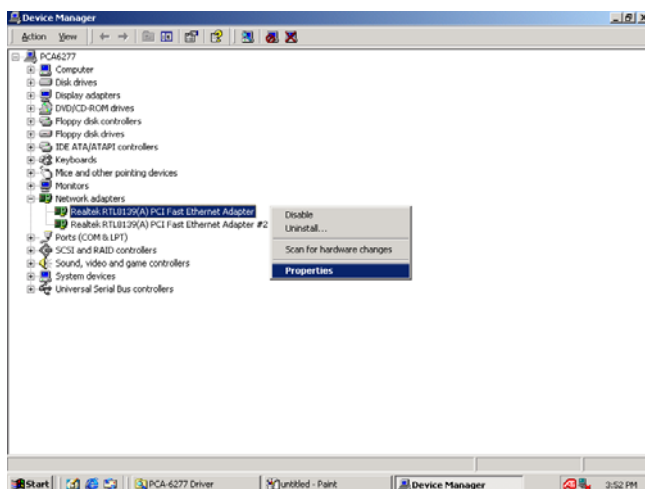 Device Manager
Action View
PCA6277
Computer
Disk drives
Display adapters
DVD/CD-ROM drives
Floppy disk controllers
Floppy disk drives
IDE ATA/ATAPI controllers
Keyboards
Mice and other pointing devices
Monitors
Network adapters
Realtek RTL8139(A) PCI Fast Ethernet Adapter
Realtek RTL8139(A) PCI Fast Ethernet Adapter #2
Ports (COM & LPT)
SCSI and RAID controllers
Sound, video and game controllers
System devices
Universal Serial Bus controllers
Disable
Uninstall...
Scan for hardware changes
Properties
Start PCA-6277 Driver untitled - Paint Device Manager 3:52 PM